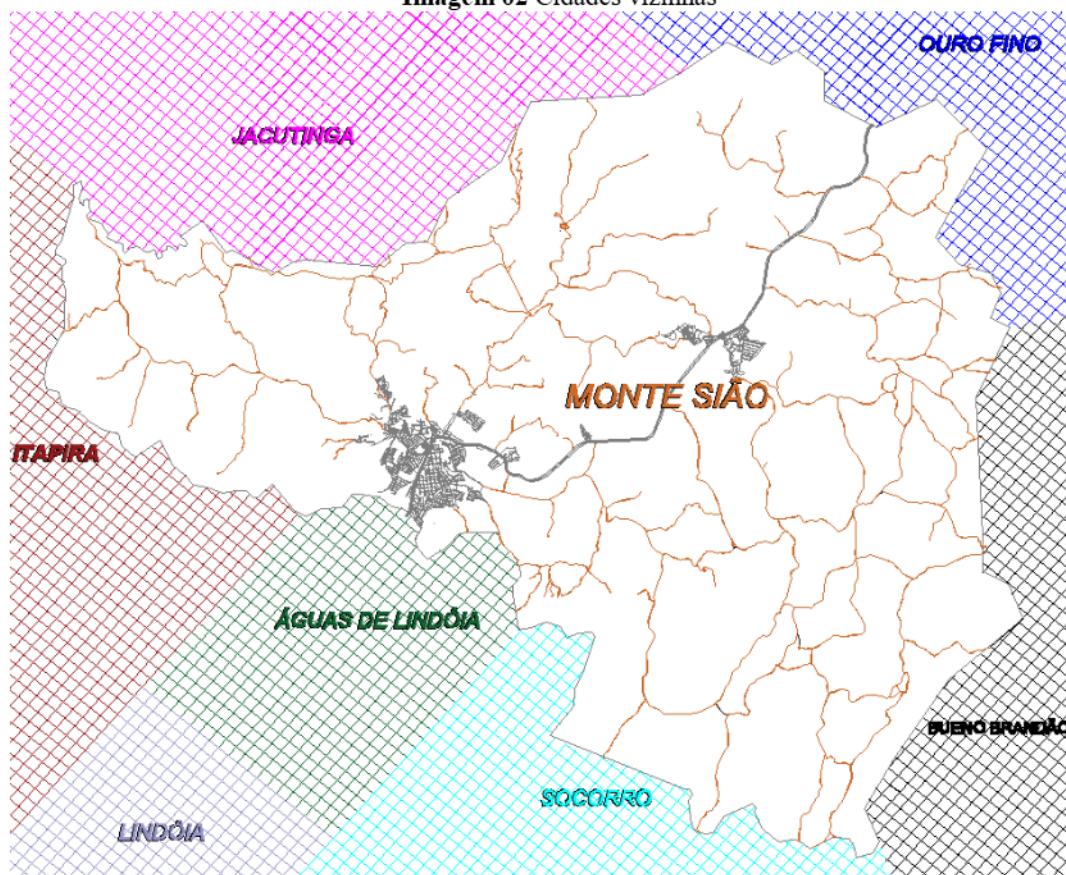 Imagem 02 Cidades vizinhas
OURO FINO
JACUTINGA
MONTE SIÃO
ITAPIRA
ÁGUAS DE LINDÓIA
BUENO BRANDÃO
SOCORRO
LINDÓIA